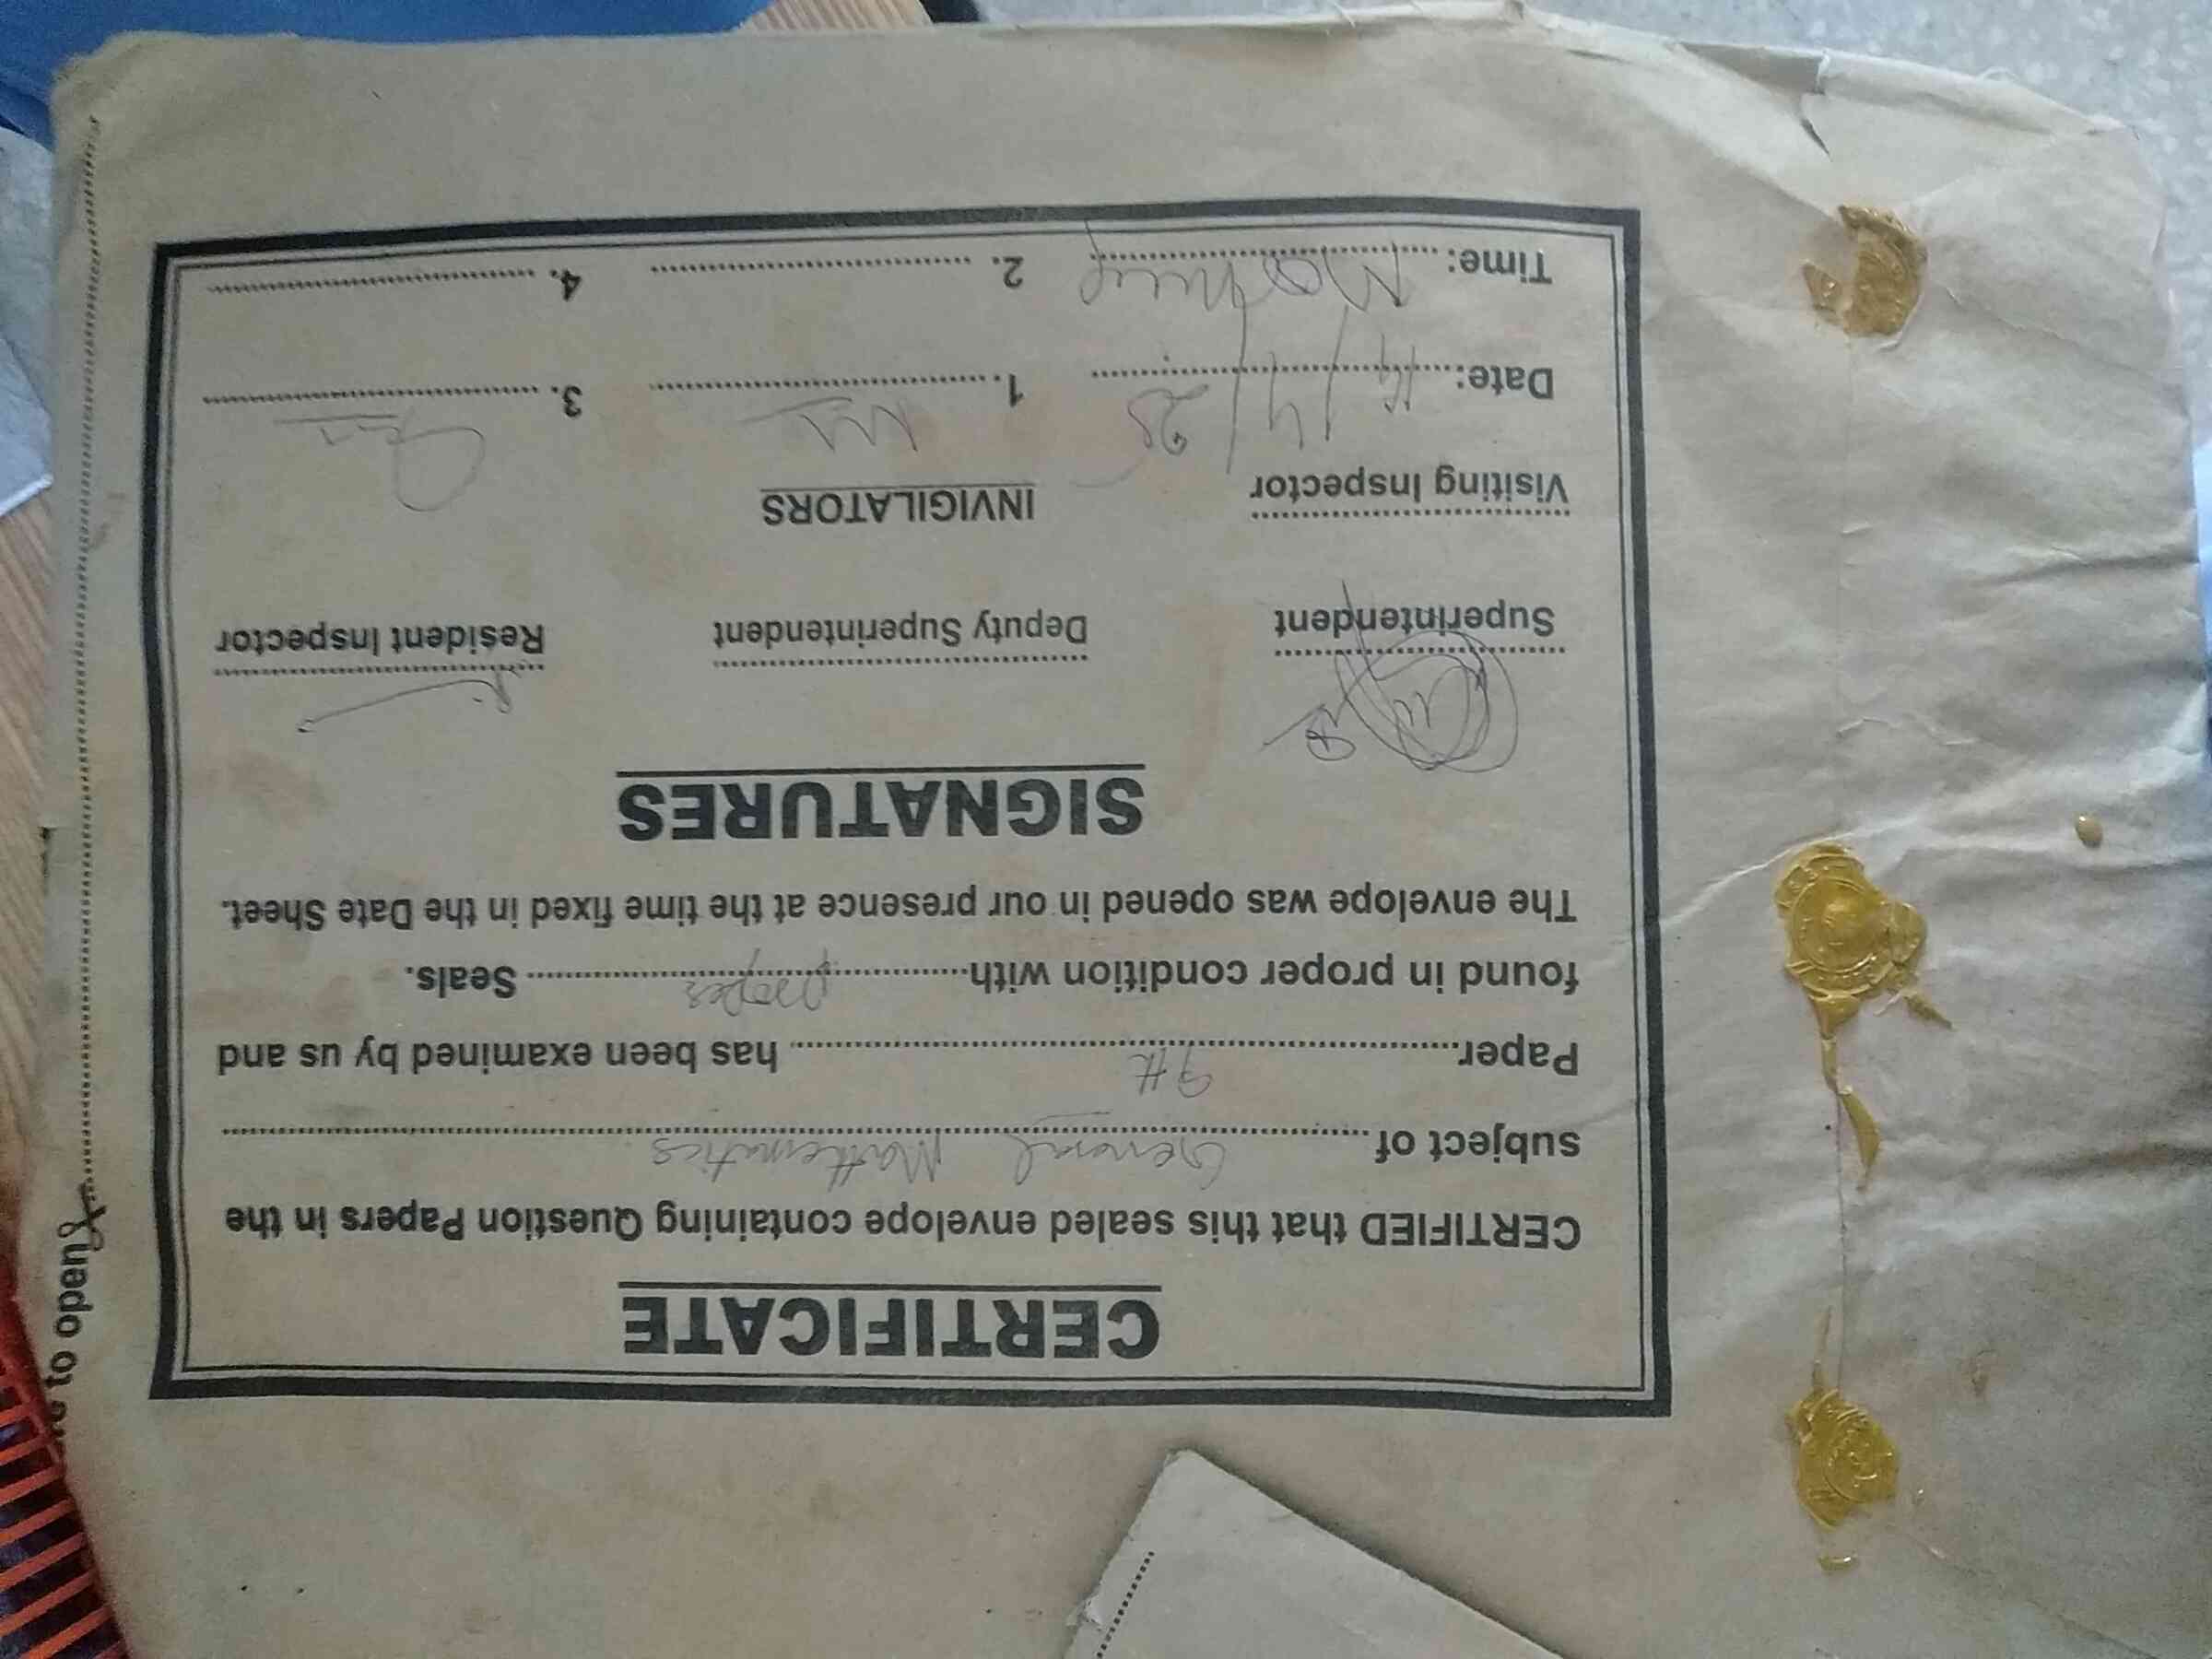 CERTIFICATE
CERTIFIED that this sealed envelope containing Question Papers in the
subject of General Mathematics
Paper 9th has been examined by us and
found in proper condition with proper Seals.
The envelope was opened in our presence at the time fixed in the Date Sheet.
SIGNATURES
Superintendent Deputy Superintendent Resident Inspector
Visiting Inspector INVIGILATORS
Date: 1. 3.
Time: Morning 2. 4.
to open